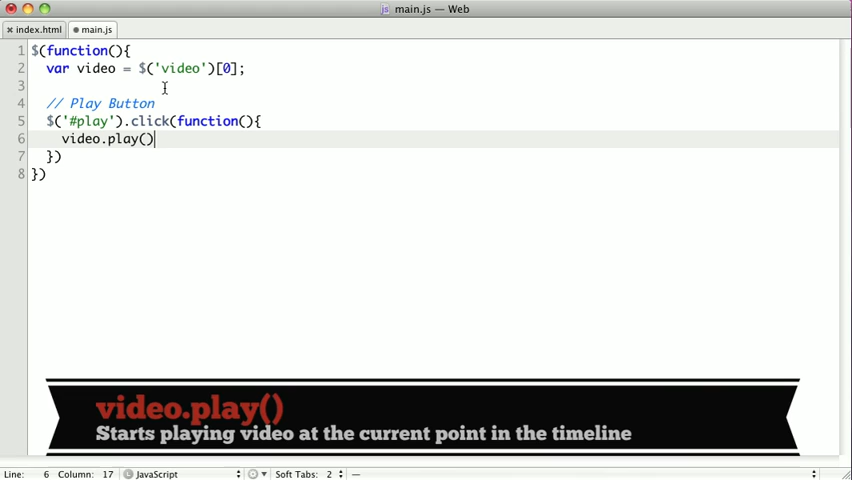 main.js — Web
index.html
main.js
1 $(function(){
2 var video = $('video')[0];
3
4 // Play Button
5 $('#play').click(function(){
6 video.play()
7 })
8 })
video.play()
Starts playing video at the current point in the timeline
Line: 6 Column: 17 L JavaScript Soft Tabs: 2 —